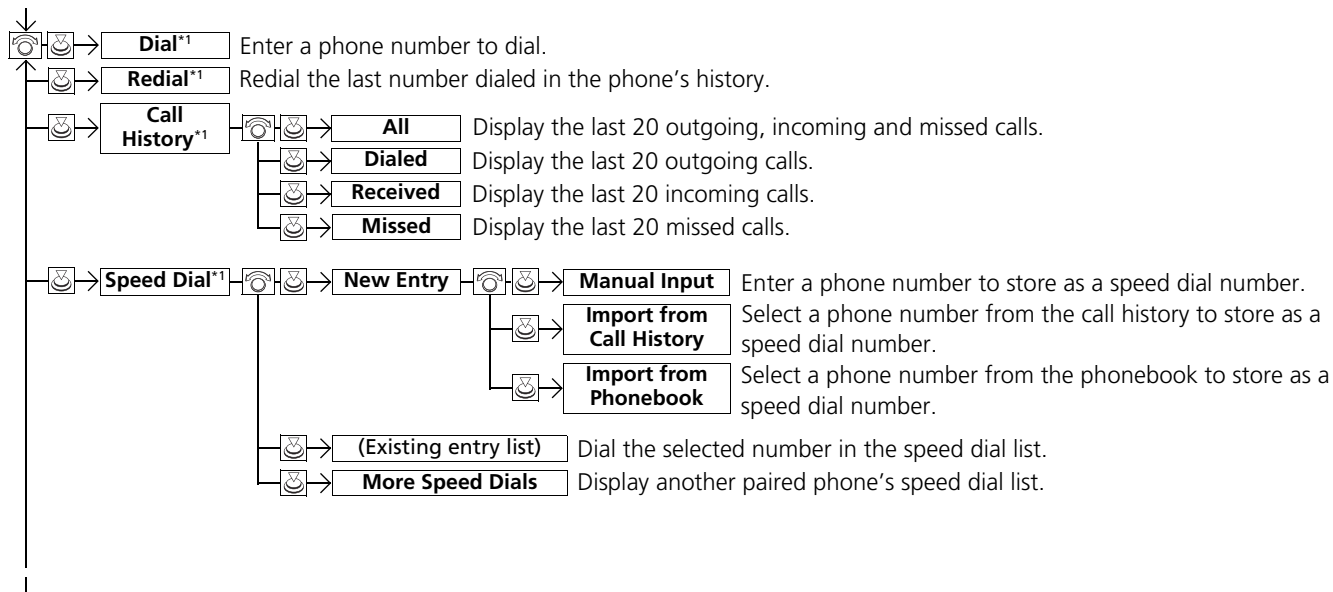 Dial*1 Enter a phone number to dial.
Redial*1 Redial the last number dialed in the phone's history.
Call History*1
All Display the last 20 outgoing, incoming and missed calls.
Dialed Display the last 20 outgoing calls.
Received Display the last 20 incoming calls.
Missed Display the last 20 missed calls.
Speed Dial*1 New Entry Manual Input Enter a phone number to store as a speed dial number.
Import from Call History
Select a phone number from the call history to store as a
speed dial number.
Import from Phonebook
Select a phone number from the phonebook to store as a
speed dial number.
(Existing entry list) Dial the selected number in the speed dial list.
More Speed Dials Display another paired phone's speed dial list.